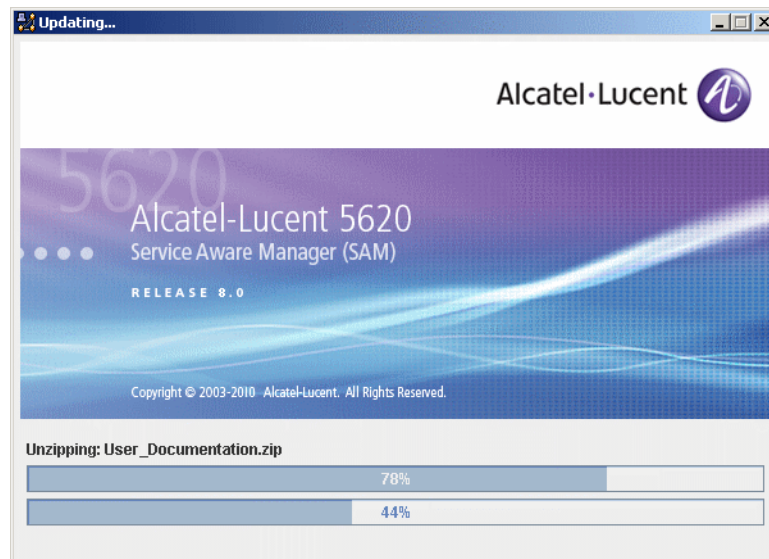 Updating...
Alcatel·Lucent
5620
Alcatel-Lucent 5620
Service Aware Manager (SAM)
RELEASE 8.0
Copyright © 2003-2010 Alcatel-Lucent. All Rights Reserved.
Unzipping: User_Documentation.zip
78%
44%